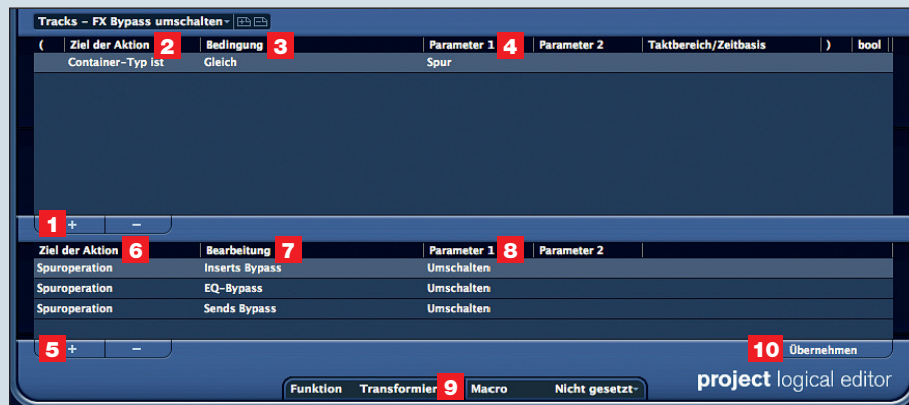 Tracks – FX Bypass umschalten
( Ziel der Aktion 2 Bedingung 3 Parameter 1 4 Parameter 2 Taktbereich/Zeitbasis ) bool
Container-Typ ist Gleich Spur
1 + –
Ziel der Aktion 6 Bearbeitung 7 Parameter 1 8 Parameter 2
Spuroperation Inserts Bypass Umschalten
Spuroperation EQ-Bypass Umschalten
Spuroperation Sends Bypass Umschalten
5 + – 10 Übernehmen
Funktion Transformier 9 Macro Nicht gesetzt
project logical editor